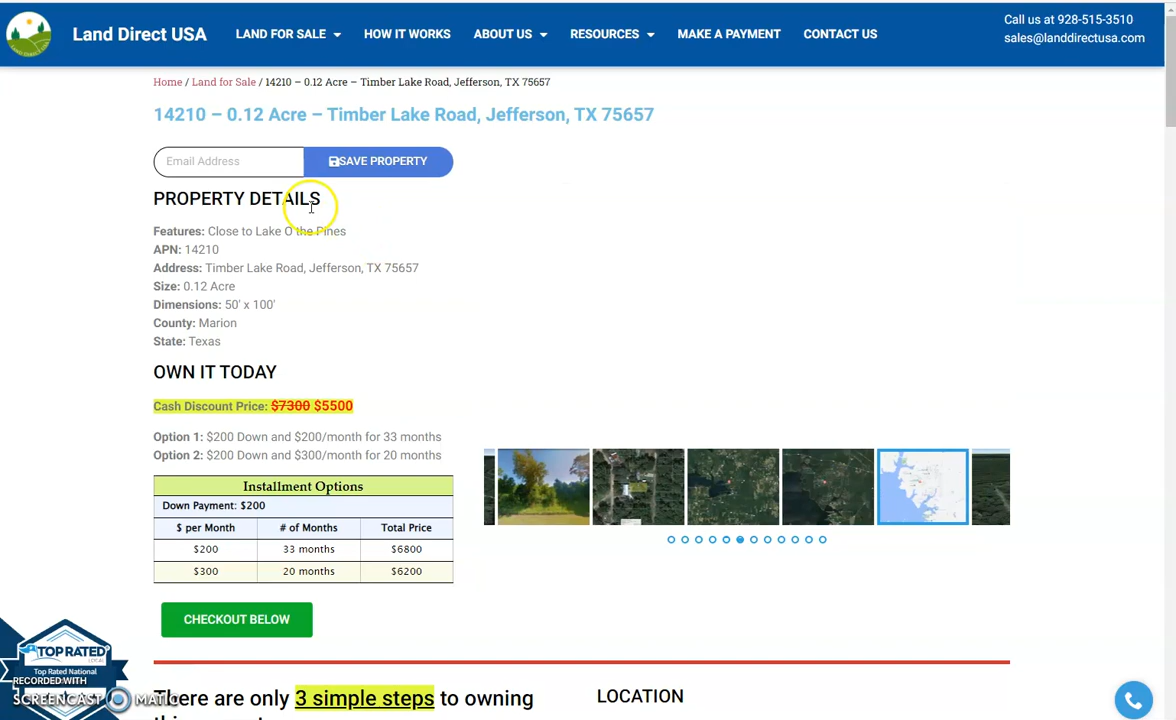 Land Direct USA
LAND FOR SALE
HOW IT WORKS
ABOUT US
RESOURCES
MAKE A PAYMENT
CONTACT US
Call us at 928-515-3510
sales@landdirectusa.com
Home / Land for Sale / 14210 – 0.12 Acre – Timber Lake Road, Jefferson, TX 75657
14210 – 0.12 Acre – Timber Lake Road, Jefferson, TX 75657
Email Address
SAVE PROPERTY
PROPERTY DETAILS
Features: Close to Lake O the Pines
APN: 14210
Address: Timber Lake Road, Jefferson, TX 75657
Size: 0.12 Acre
Dimensions: 50' x 100'
County: Marion
State: Texas
OWN IT TODAY
Cash Discount Price: $7300 $5500
Option 1: $200 Down and $200/month for 33 months
Option 2: $200 Down and $300/month for 20 months
Installment Options
Down Payment: $200
$ per Month # of Months Total Price
$200 33 months $6800
$300 20 months $6200
CHECKOUT BELOW
TOP RATED
LOCAL
Top Rated National
RECORDED WITH
SCREENCAST MATIC
There are only 3 simple steps to owning
LOCATION